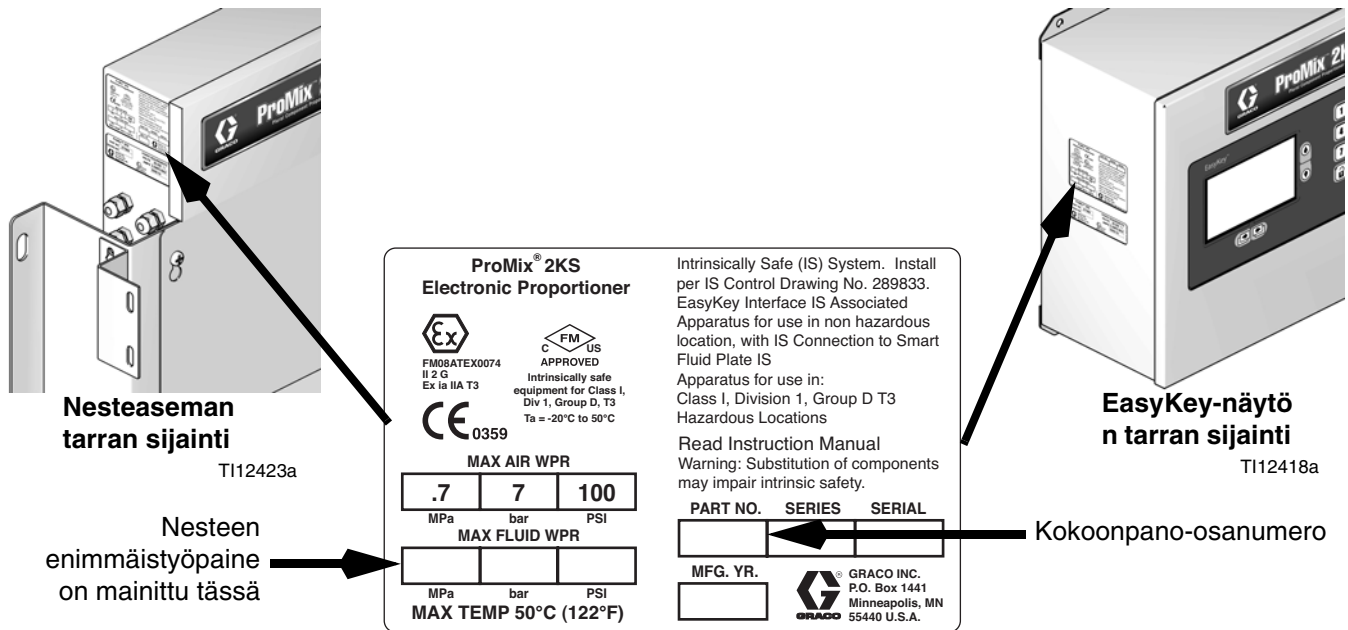 ProMix
GRACO
ProMix 2K
GRACO
EasyKey
Nesteaseman
tarran sijainti
TI12423a
Nesteen
enimmäistyöpaine
on mainittu tässä
ProMix® 2KS
Electronic Proportioner
Ex
FM08ATEX0074
II 2 G
Ex ia IIA T3
C FM US
APPROVED
Intrinsically safe
equipment for Class I,
Div 1, Group D, T3
Ta = -20°C to 50°C
CE 0359
MAX AIR WPR
.7 7 100
MPa bar PSI
MAX FLUID WPR
MPa bar PSI
MAX TEMP 50°C (122°F)
Intrinsically Safe (IS) System. Install
per IS Control Drawing No. 289833.
EasyKey Interface IS Associated
Apparatus for use in non hazardous
location, with IS Connection to Smart
Fluid Plate IS
Apparatus for use in:
Class I, Division 1, Group D T3
Hazardous Locations
Read Instruction Manual
Warning: Substitution of components
may impair intrinsic safety.
PART NO. SERIES SERIAL
MFG. YR.
GRACO
®
GRACO INC.
P.O. Box 1441
Minneapolis, MN
55440 U.S.A.
EasyKey-näytö
n tarran sijainti
TI12418a
Kokoonpano-osanumero